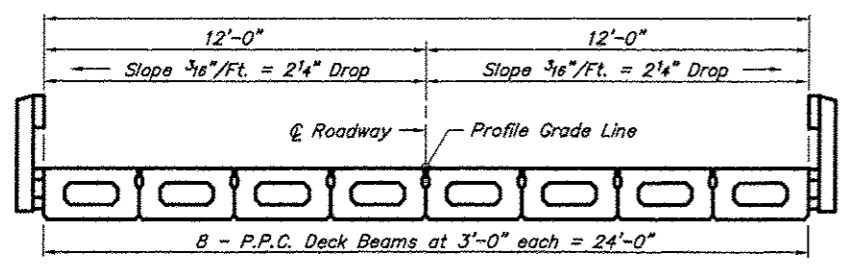 12'-0" 12'-0"
Slope 3/16"/Ft. = 2 1/4" Drop Slope 3/16"/Ft. = 2 1/4" Drop
℄ Roadway Profile Grade Line
8 - P.P.C. Deck Beams at 3'-0" each = 24'-0"